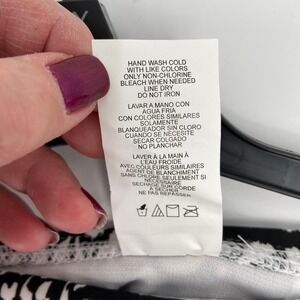 HAND WASH COLD
WITH LIKE COLORS
ONLY NON-CHLORINE
BLEACH WHEN NEEDED
LINE DRY
DO NOT IRON
LAVAR A MANO CON
AGUA FRIA
CON COLORES SIMILARES
SOLAMENTE
BLANQUEADOR SIN CLORO
CUANDO SE NECESITE
SECAR COLGADO
NO PLANCHAR
LAVER À LA MAIN À
L'EAU FROIDE
AVEC COULEURS SIMILAIRES
AGENT DE BLANCHIMENT
SANS CHLORE SEULEMENT SI
NÉCESSAIRE
SECHAGE SUR CORDE
À SÉCHER
NE PAS REPASSER